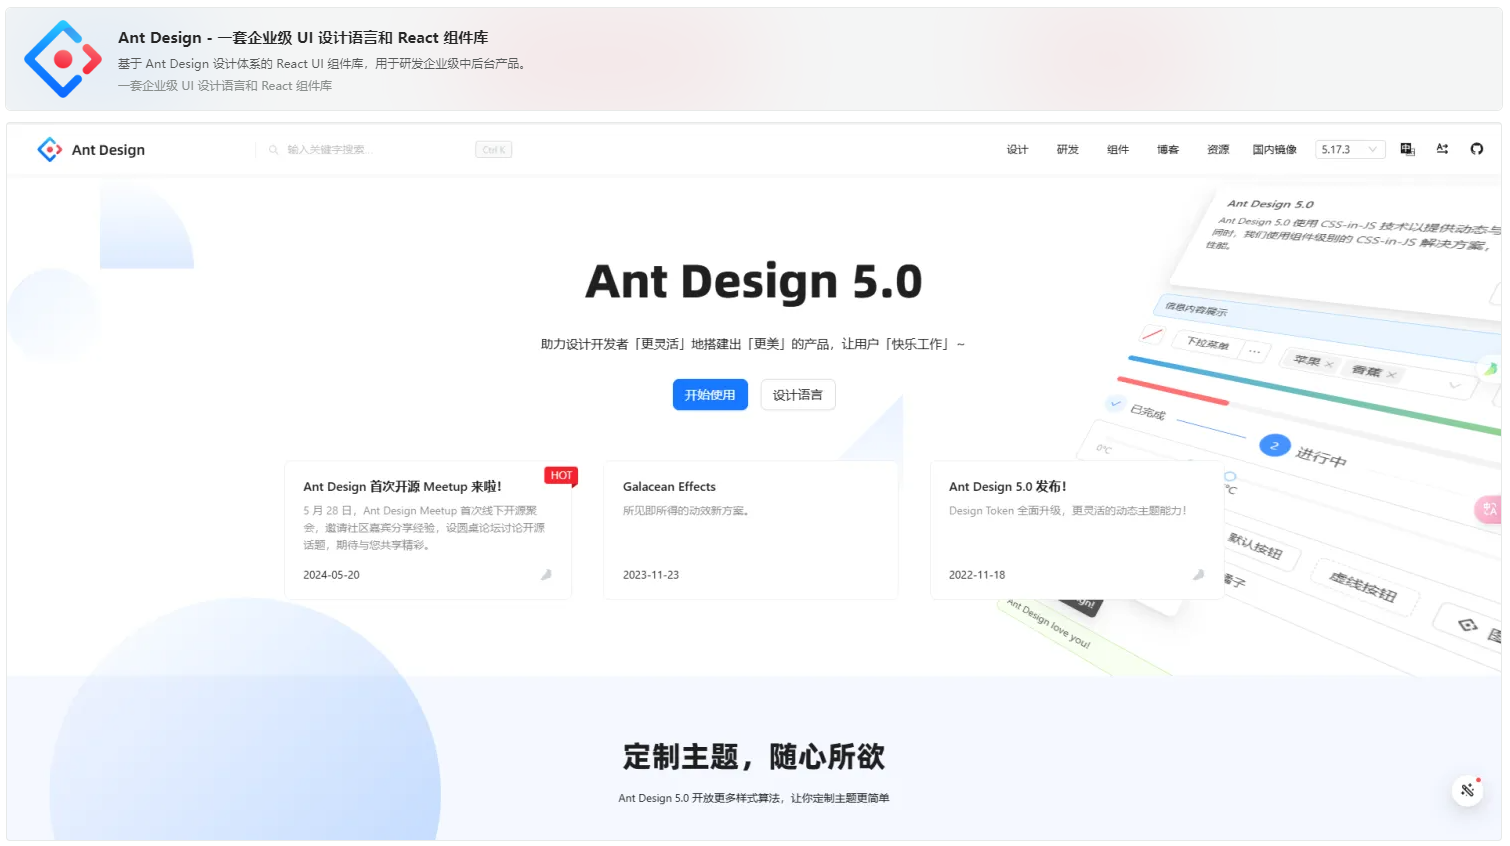 Ant Design - 一套企业级 UI 设计语言和 React 组件库
基于 Ant Design 设计体系的 React UI 组件库，用于研发企业级中后台产品。
一套企业级 UI 设计语言和 React 组件库
Ant Design
输入关键字搜索...
Ctrl K
设计
研发
组件
博客
资源
国内镜像
5.17.3
Ant Design 5.0
Ant Design 5.0 使用 CSS-in-JS 技术以提供动态与
同时，我们使用组件级别的 CSS-in-JS 解决方案，
性能。
信息内容展示
下拉菜单
苹果
香蕉
已完成
2
进行中
0°C
°C
Ant Design 5.0
助力设计开发者「更灵活」地搭建出「更美」的产品，让用户「快乐工作」~
开始使用
设计语言
HOT
Ant Design 首次开源 Meetup 来啦！
5 月 28 日，Ant Design Meetup 首次线下开源聚
会，邀请社区嘉宾分享经验，设圆桌论坛讨论开源
话题，期待与您共享精彩。
2024-05-20
Galacean Effects
所见即所得的动效新方案。
2023-11-23
Ant Design 5.0 发布！
Design Token 全面升级，更灵活的动态主题能力！
2022-11-18
默认按钮
虚线按钮
Ant Design love you!
定制主题，随心所欲
Ant Design 5.0 开放更多样式算法，让你定制主题更简单